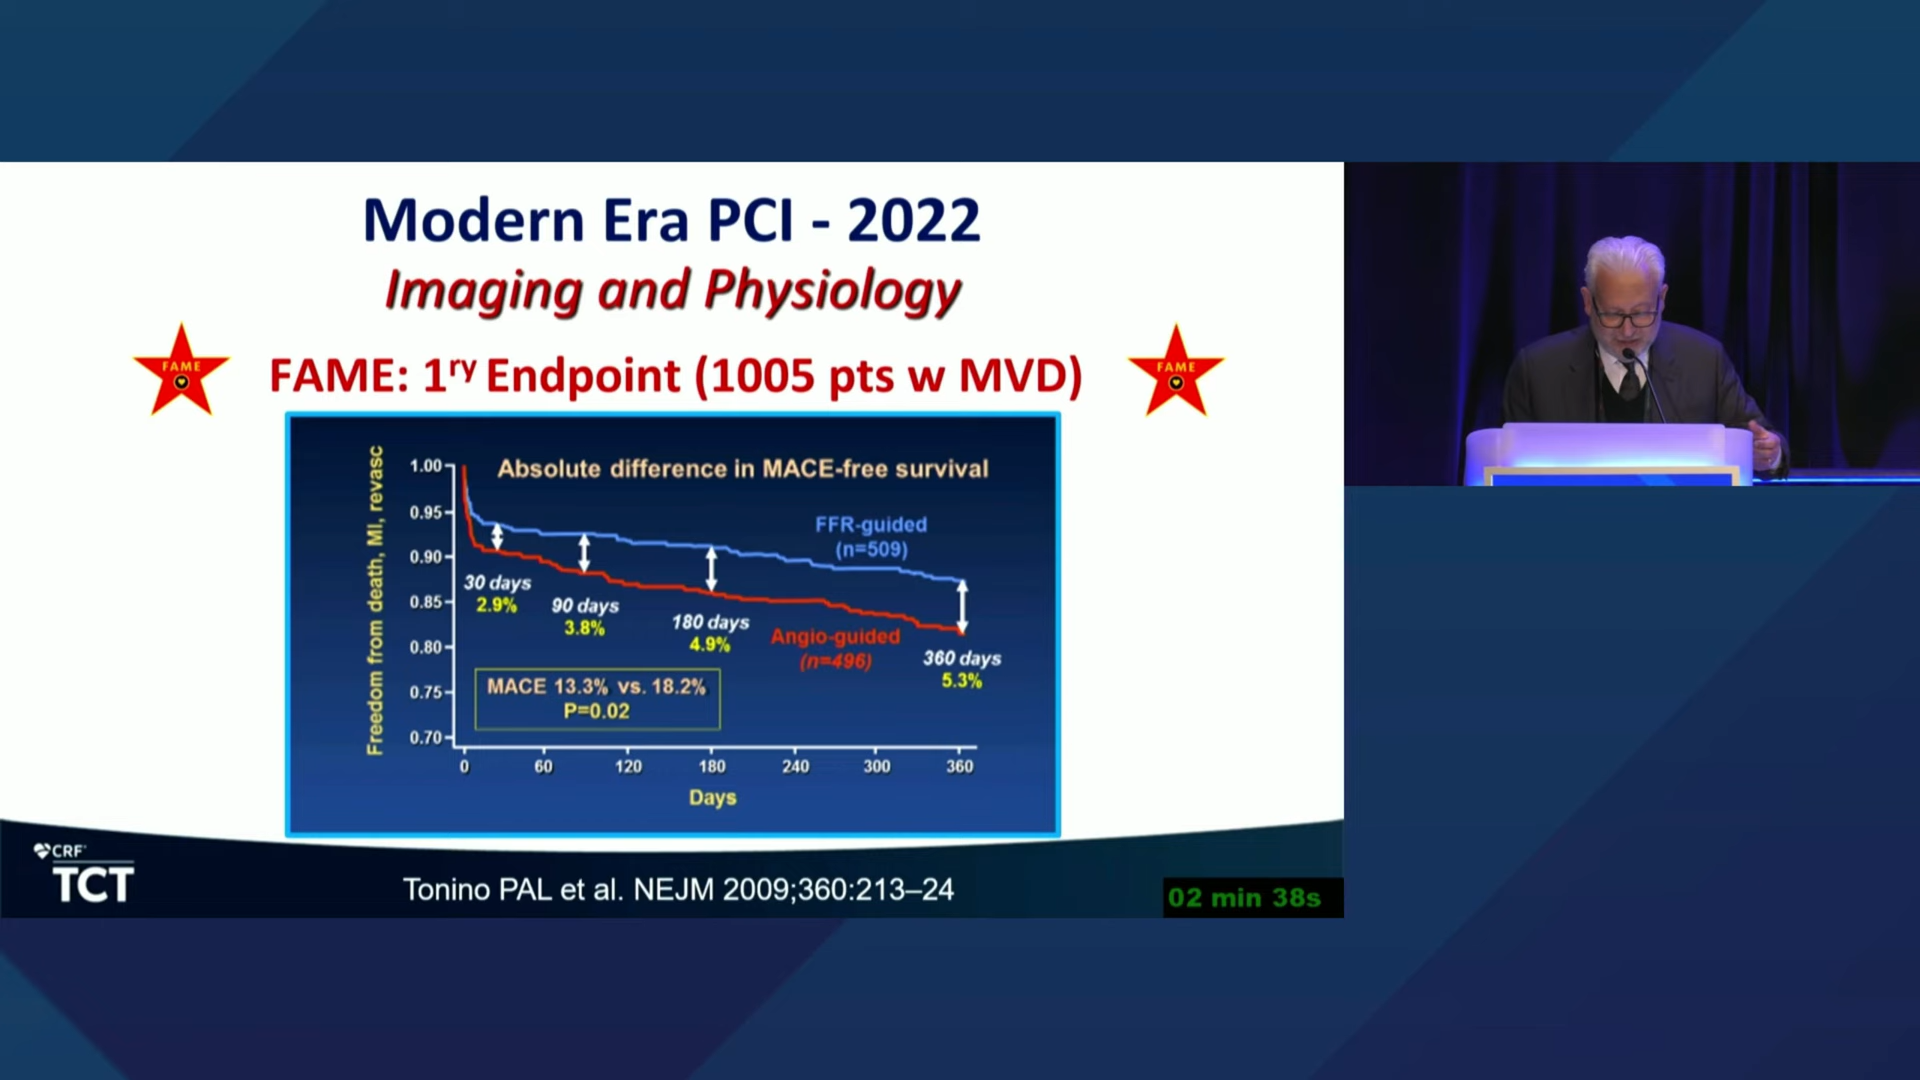 Modern Era PCI - 2022
Imaging and Physiology
FAME
FAME: 1ry Endpoint (1005 pts w MVD)
FAME
Absolute difference in MACE-free survival
Freedom from death, MI, revasc
1.00
0.95
0.90
0.85
0.80
0.75
0.70
FFR-guided
(n=509)
30 days
2.9%
90 days
3.8%
180 days
4.9%
Angio-guided
(n=496)
360 days
5.3%
MACE 13.3% vs. 18.2%
P=0.02
0 60 120 180 240 300 360
Days
CRF
TCT
Tonino PAL et al. NEJM 2009;360:213–24
02 min 38s